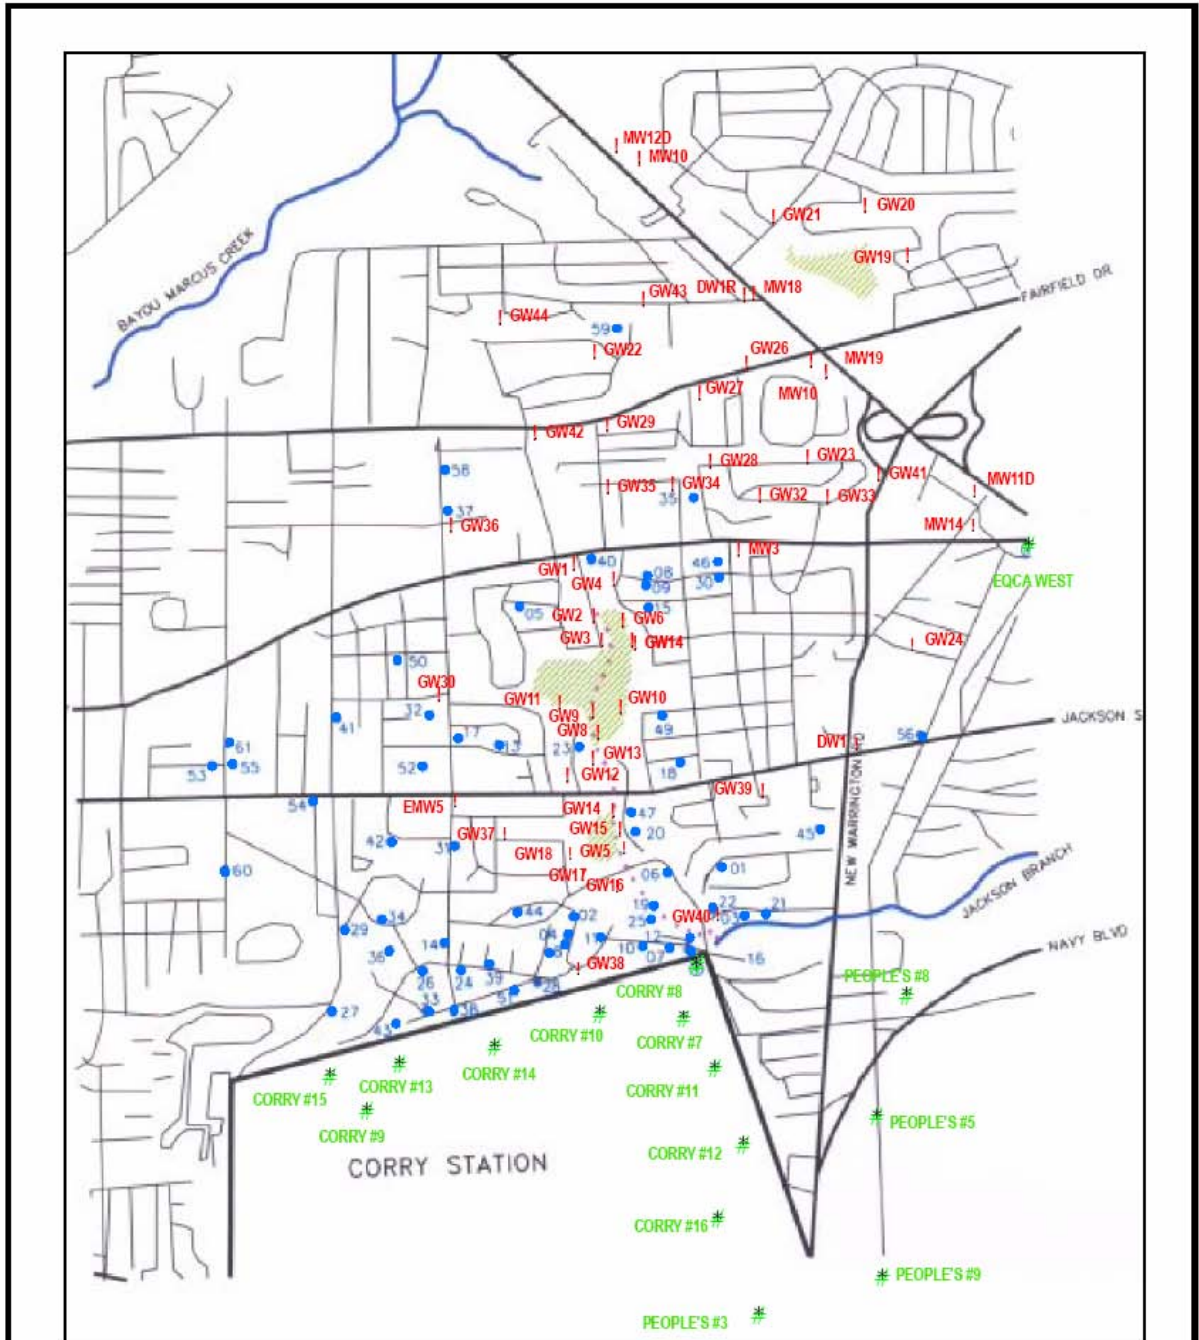 MW12D
MW10
GW20
GW21
GW19
BAYOU MARCUS CREEK
DW1R
MW18
GW43
FAIRFIELD DR
GW44
59
GW22
GW26
MW19
GW27
MW10
GW29
GW42
GW23
GW28
58
GW41
GW34
GW35
35
GW32
GW33
MW11D
37
GW36
MW14
MW3
40
GW1
46
GW4
08
30
09
EQCA WEST
05
15
GW2
GW6
GW3
GW14
GW24
50
GW30
GW11
GW10
32
GW9
JACKSON S
41
49
GW8
17
13
23
56
DW1
61
GW13
53
55
52
18
GW12
GW39
54
EMW5
GW14
47
GW37
GW15
20
45
42
31
GW18
GW5
60
GW17
06
01
GW16
NEW WARRINGTON RD
JACKSON BRANCH
34
44
02
19
22
21
25
GW40
03
29
04
11
12
NAVY BLVD
14
10
36
07
16
GW38
26
24
39
CORRY #8
PEOPLE'S #8
28
51
33
27
38
43
CORRY #10
CORRY #7
CORRY #14
CORRY #13
CORRY #11
CORRY #15
CORRY #9
PEOPLE'S #5
CORRY #12
CORRY STATION
CORRY #16
PEOPLE'S #9
PEOPLE'S #3